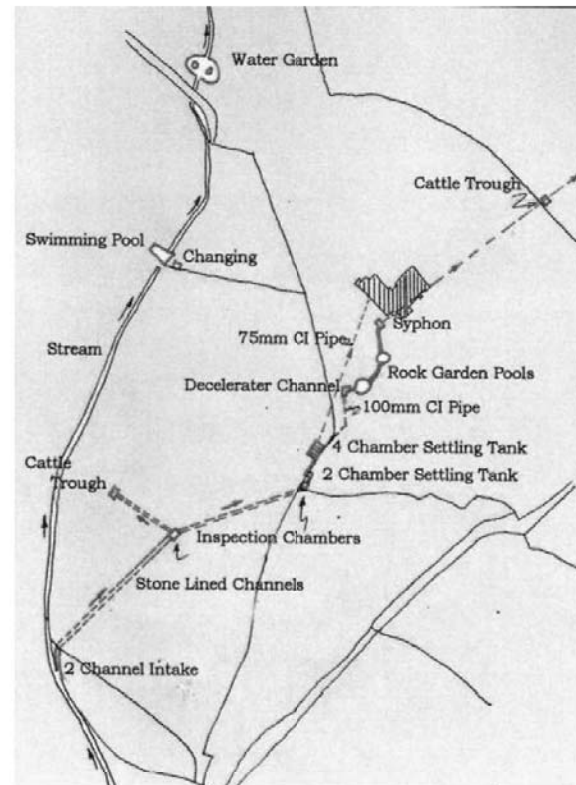 Water Garden
Cattle Trough
Swimming Pool
Changing
Syphon
75mm CI Pipe
Stream
Rock Garden Pools
Decelerater Channel
100mm CI Pipe
4 Chamber Settling Tank
Cattle
Trough
2 Chamber Settling Tank
Inspection Chambers
Stone Lined Channels
2 Channel Intake